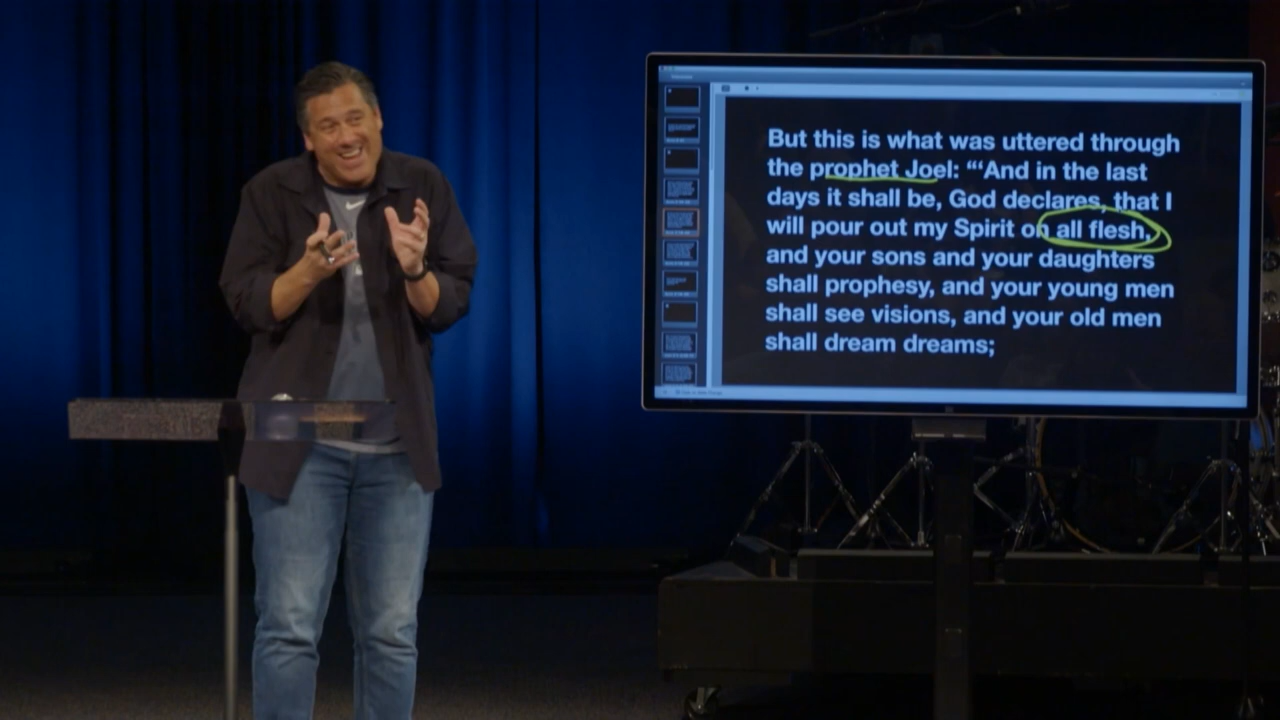 But this is what was uttered through
the prophet Joel: “‘And in the last
days it shall be, God declares, that I
will pour out my Spirit on all flesh,
and your sons and your daughters
shall prophesy, and your young men
shall see visions, and your old men
shall dream dreams;